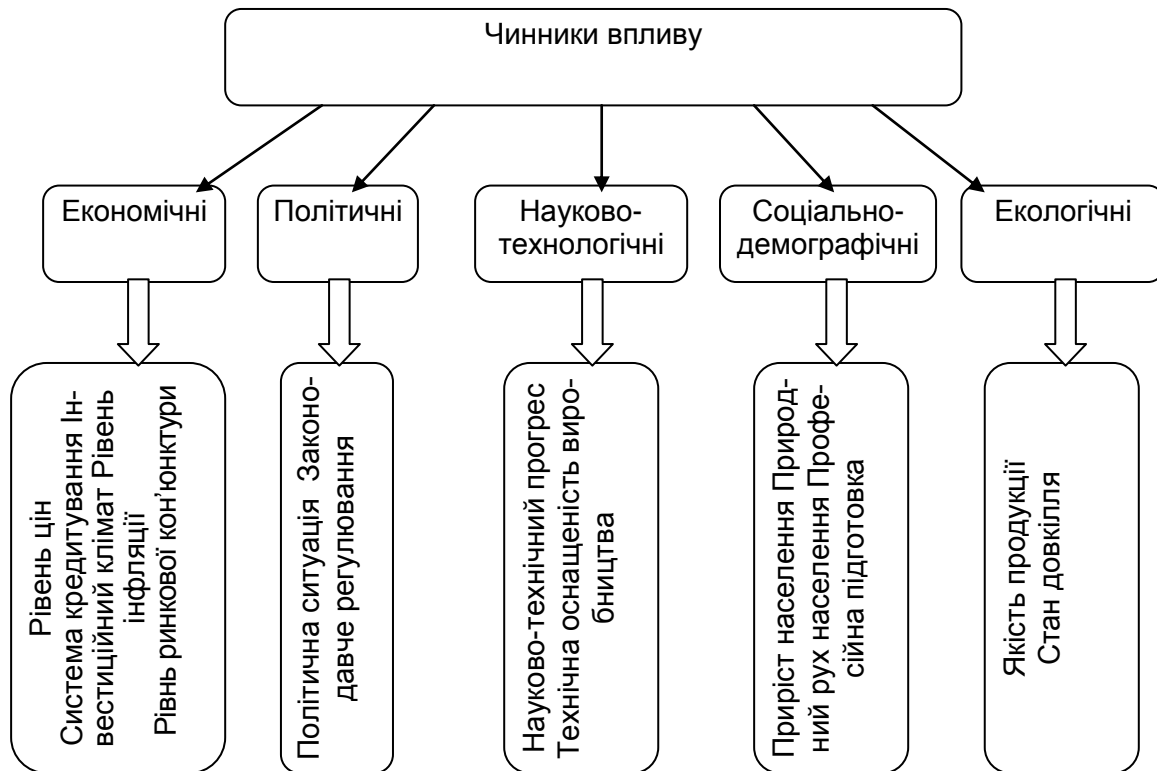 Чинники впливу
Економічні
Політичні
Науково-
технологічні
Соціально-
демографічні
Екологічні
Рівень цін
Система кредитування Ін-
вестиційний клімат Рівень
інфляції
Рівнь ринкової кон'юнктури
Політична ситуація  Законо-
давче регулювання
Науково-технічний прогрес
Технічна оснащеність виро-
бництва
Приріст населення Природ-
ний рух населення Профе-
сійна підготовка
Якість продукції
Стан довкілля